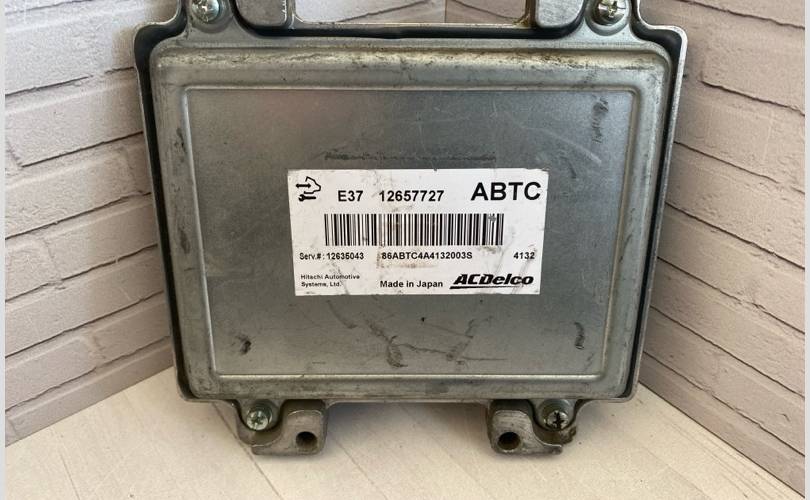 E37 12657727 ABTC
Serv.#: 12635043 86ABTC4A4132003S 4132
Hitachi Automotive
Systems, Ltd.
Made in Japan ACDelco